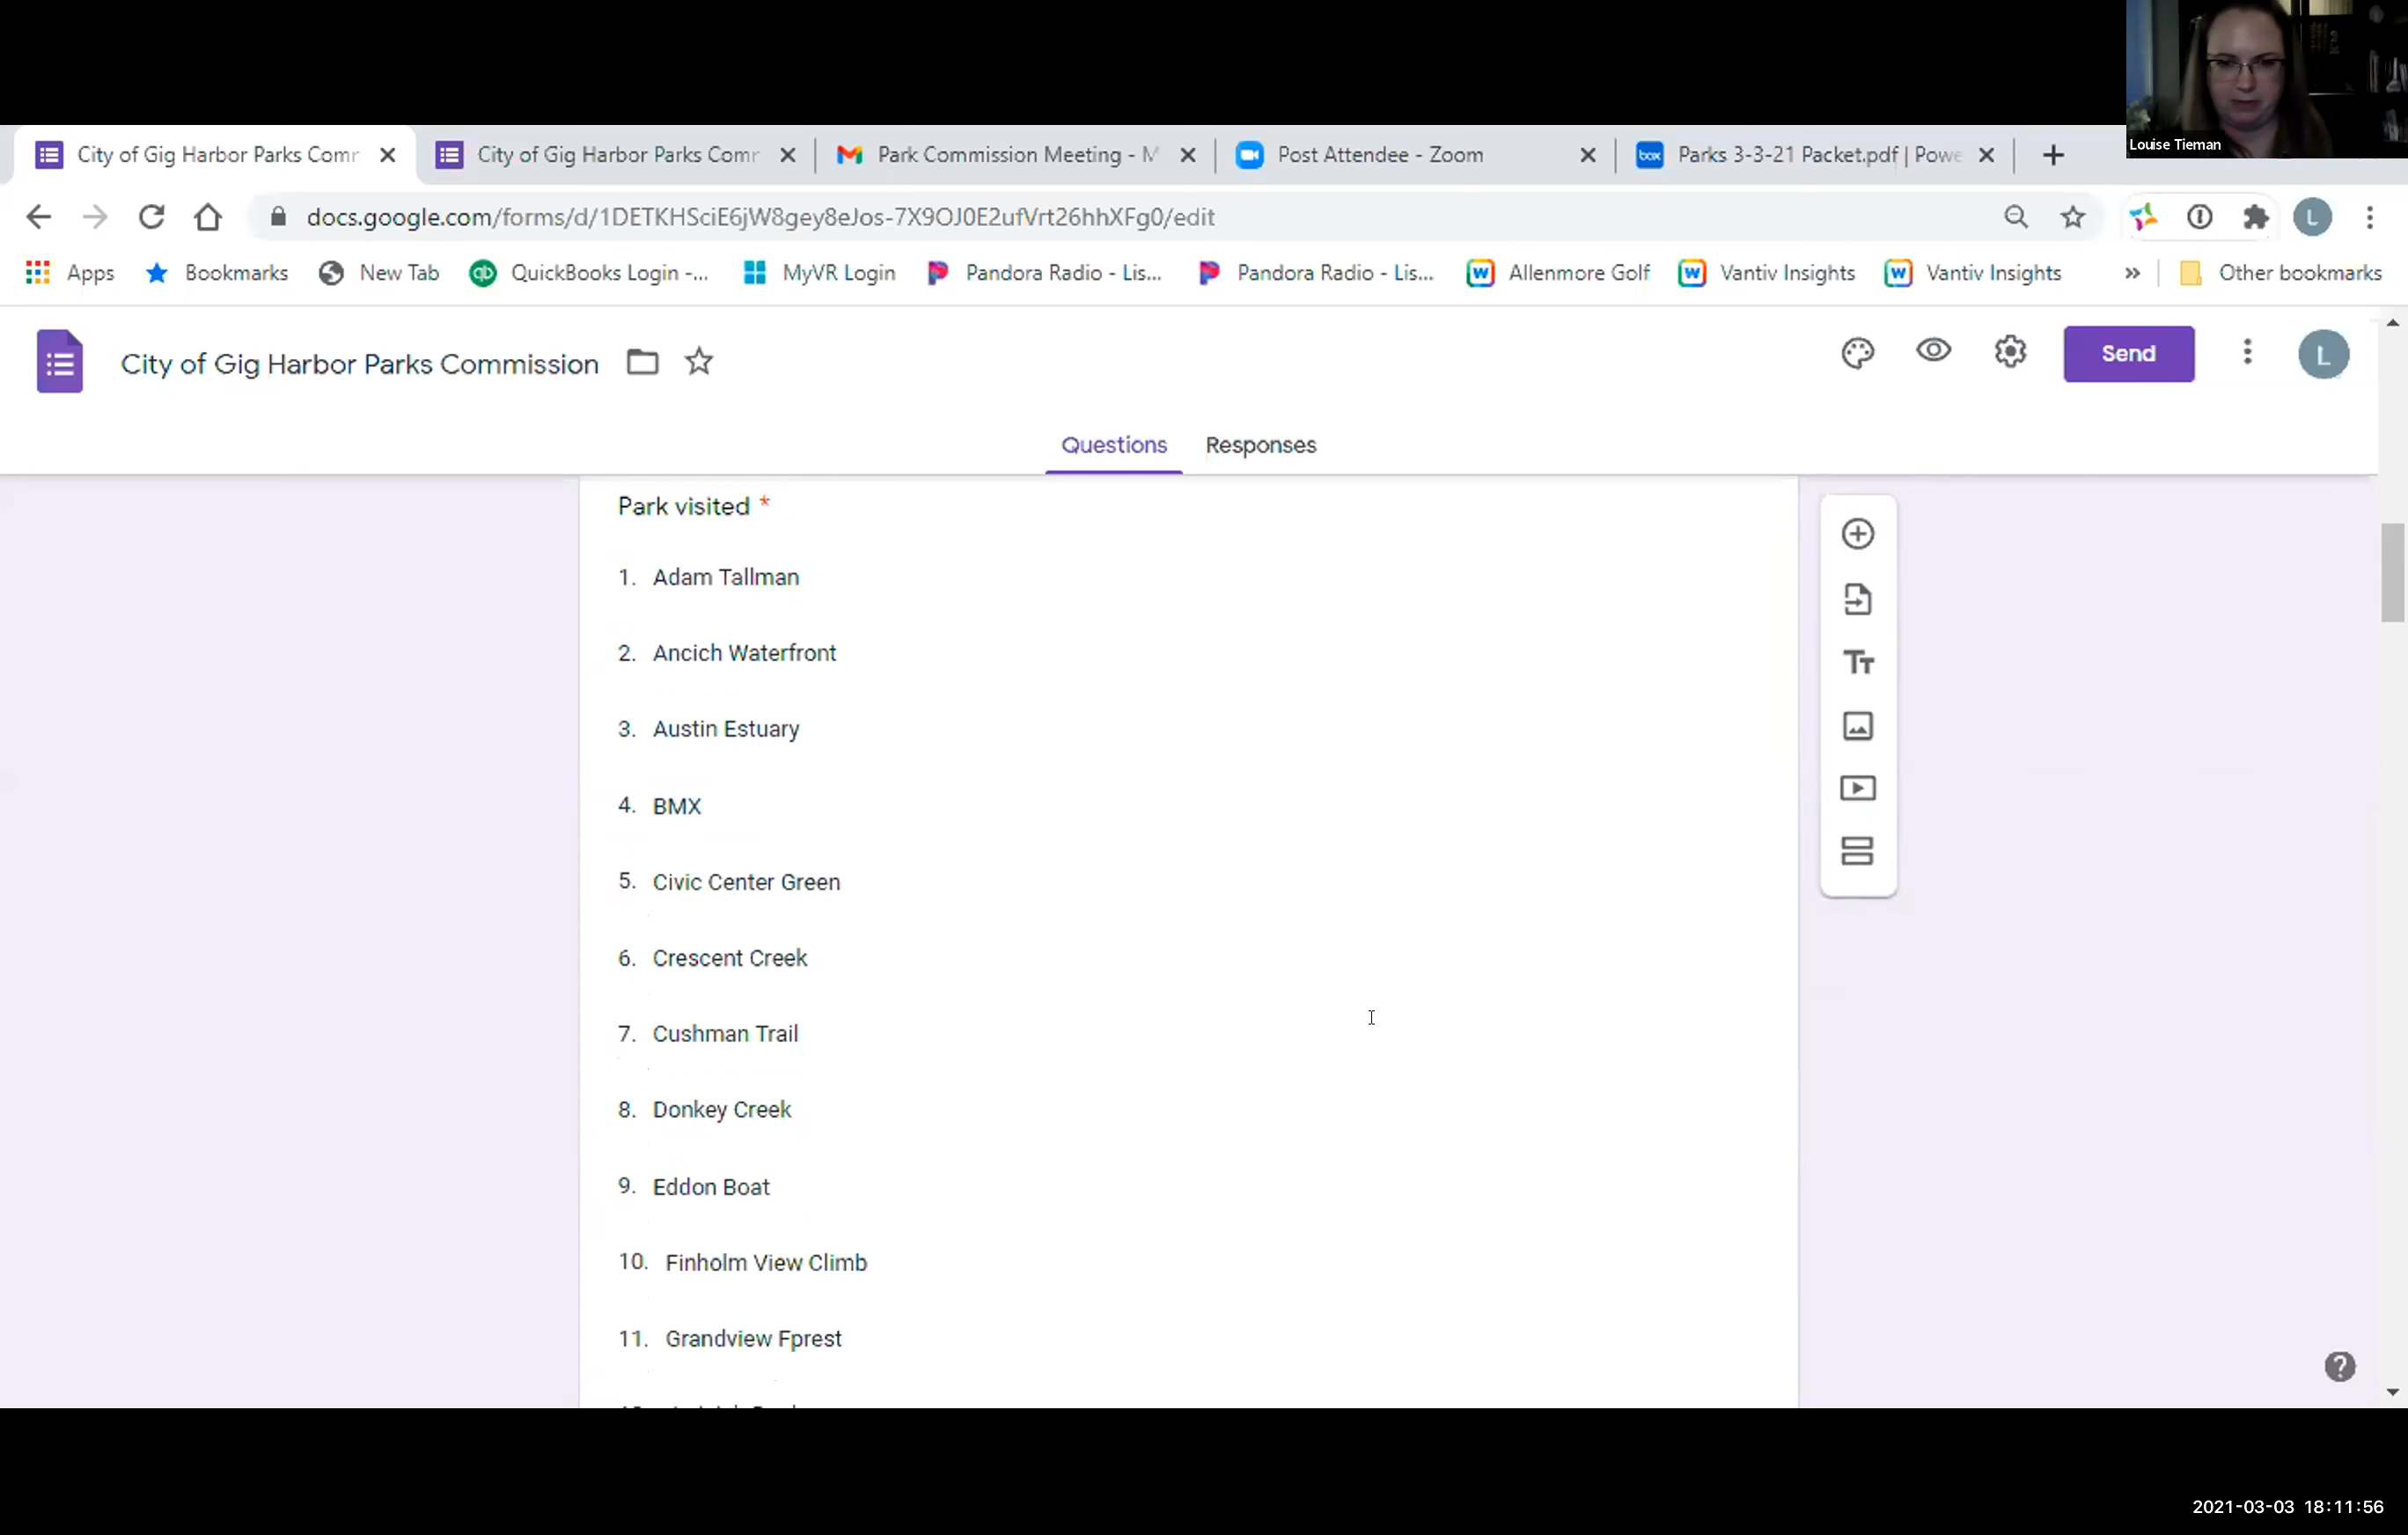 Louise Tieman
City of Gig Harbor Parks Comr
City of Gig Harbor Parks Comr
Park Commission Meeting - M
Post Attendee - Zoom
box Parks 3-3-21 Packet.pdf | Powe
docs.google.com/forms/d/1DETKHSciE6jW8gey8eJos-7X9OJ0E2ufVrt26hhXFg0/edit
L
Apps Bookmarks New Tab qb QuickBooks Login -... MyVR Login Pandora Radio - Lis... Pandora Radio - Lis... W Allenmore Golf W Vantiv Insights W Vantiv Insights » Other bookmarks
City of Gig Harbor Parks Commission
Send
L
Questions Responses
Park visited *
1. Adam Tallman
2. Ancich Waterfront
3. Austin Estuary
4. BMX
5. Civic Center Green
6. Crescent Creek
7. Cushman Trail
8. Donkey Creek
9. Eddon Boat
10. Finholm View Climb
11. Grandview Fprest
2021-03-03 18:11:56